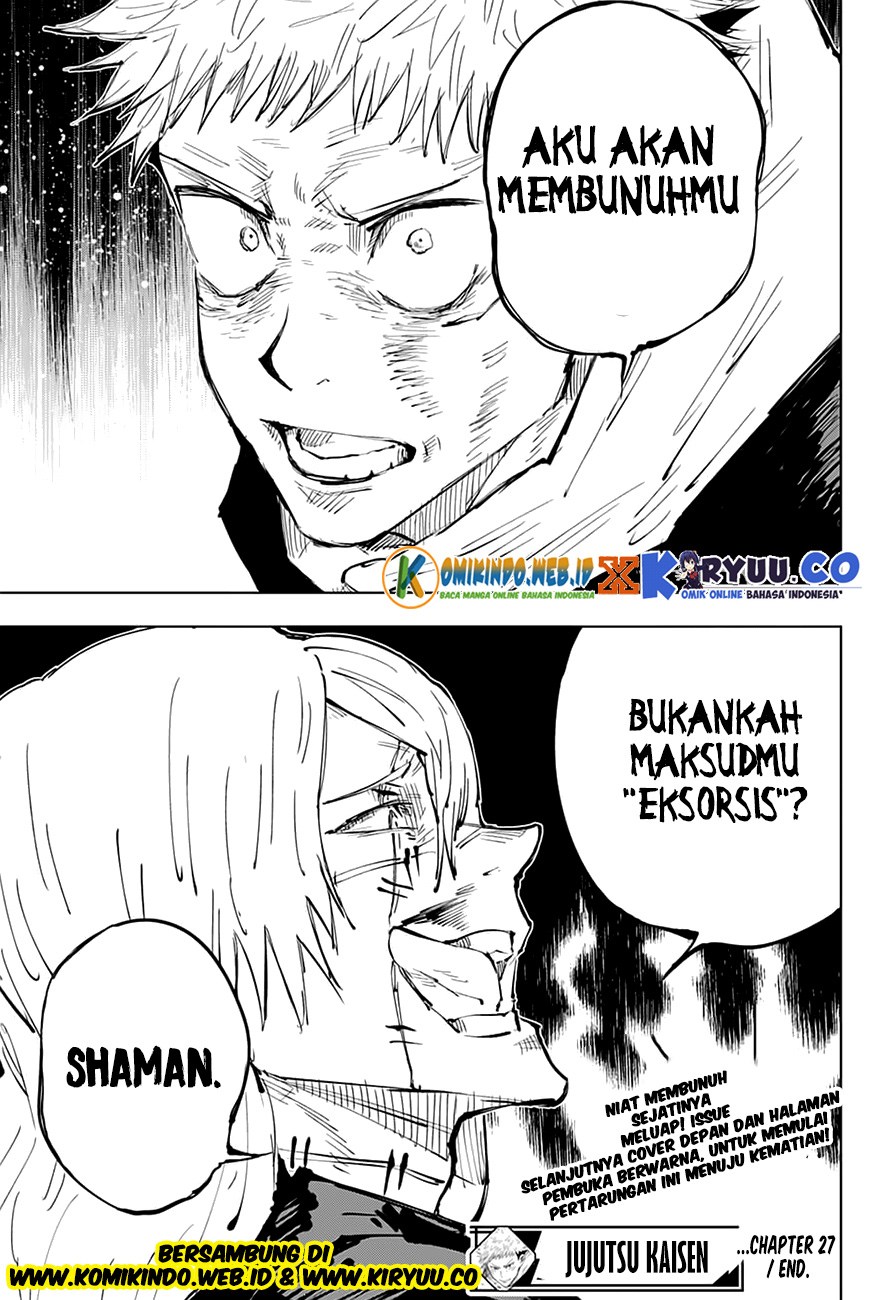 AKU AKAN
MEMBUNUHMU
KOMIKINDO.WEB.ID X KIRYUU.CO
"BACA MANGA ONLINE BAHASA INDONESIA
OMIK ONLINE BAHASA INDONESIA"
BUKANKAH
MAKSUDMU
"EKSORSIS"?
SHAMAN.
NIAT MEMBUNUH
SEJATINYA
MELUAP! ISSUE
SELANJUTNYA COVER DEPAN DAN HALAMAN
PEMBUKA BERWARNA, UNTUK MEMULAI
PERTARUNGAN INI MENUJU KEMATIAN!
BERSAMBUNG DI
WWW.KOMIKINDO.WEB.ID & WWW.KIRYUU.CO
JUJUTSU KAISEN
...CHAPTER 27
/ END.